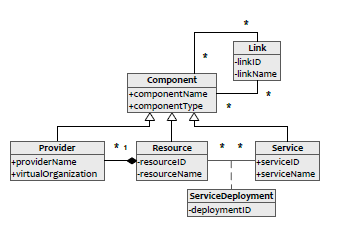 *
*
Link
-linkID
-linkName
Component
+componentName
+componentType
*
*
Provider
+providerName
+virtualOrganization
* 1
Resource
-resourceID
-resourceName
* *
Service
+serviceID
+serviceName
ServiceDeployment
-deploymentID